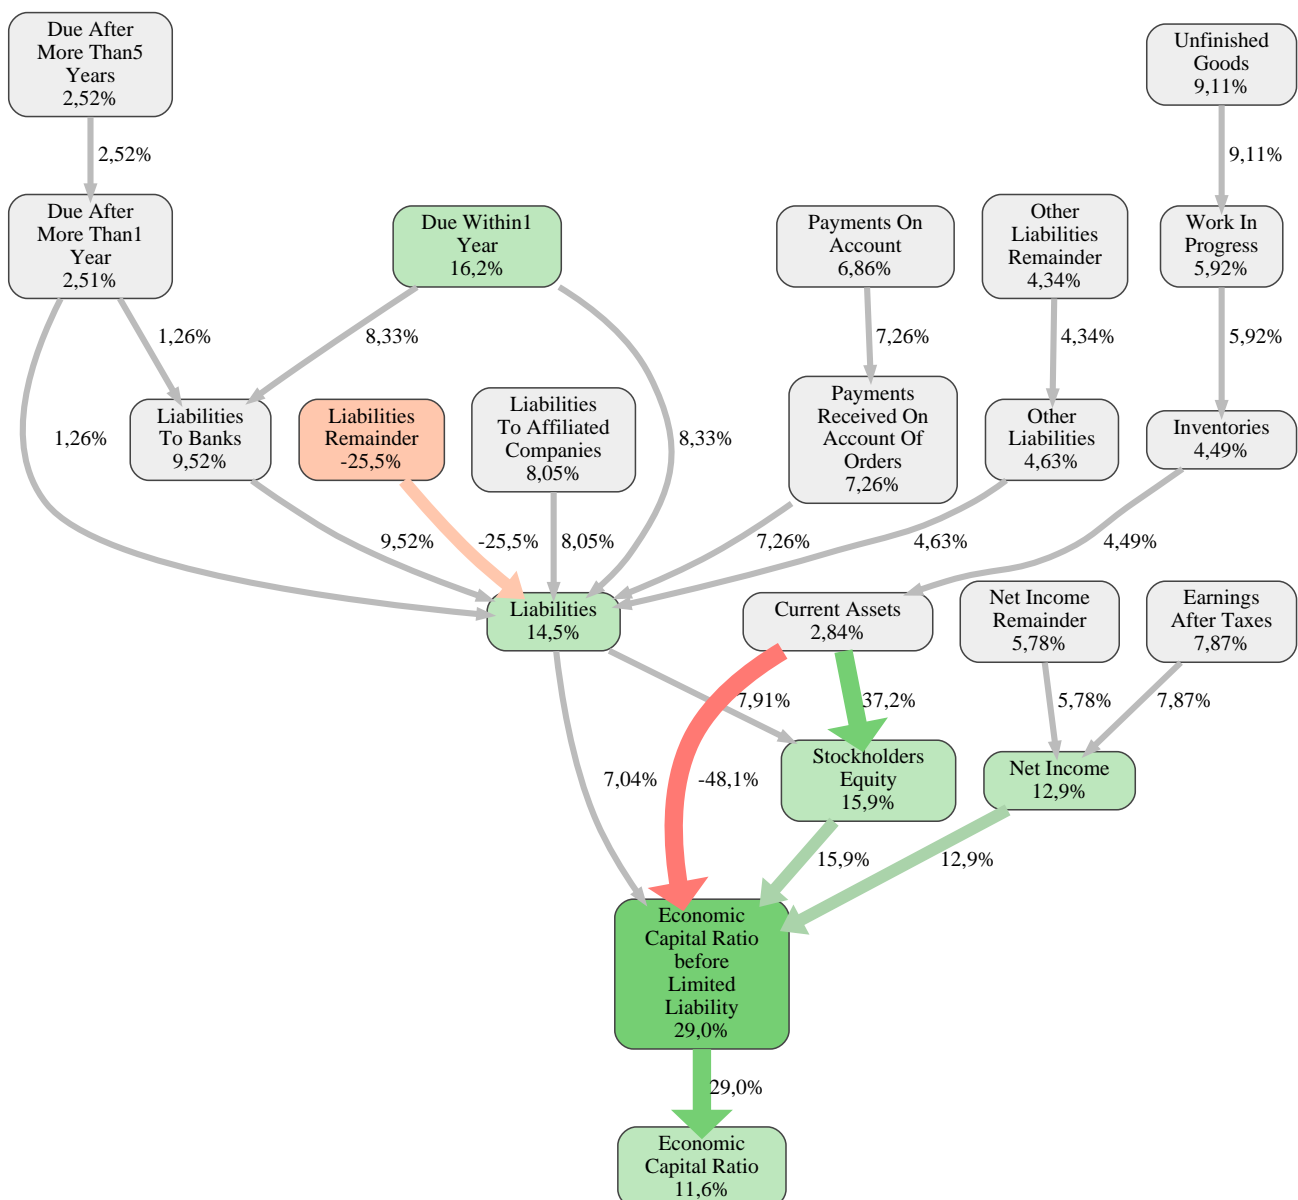 Due After
More Than5
Years
2,52%
Unfinished
Goods
9,11%
2,52%
9,11%
Due After
More Than1
Year
2,51%
Due Within1
Year
16,2%
Payments On
Account
6,86%
Other
Liabilities
Remainder
4,34%
Work In
Progress
5,92%
1,26%
8,33%
7,26%
4,34%
5,92%
1,26%
Liabilities
To Banks
9,52%
Liabilities
Remainder
-25,5%
Liabilities
To Affiliated
Companies
8,05%
8,33%
Payments
Received On
Account Of
Orders
7,26%
Other
Liabilities
4,63%
Inventories
4,49%
9,52%
-25,5%
8,05%
7,26%
4,63%
4,49%
Liabilities
14,5%
Current Assets
2,84%
Net Income
Remainder
5,78%
Earnings
After Taxes
7,87%
7,91%
37,2%
5,78%
7,87%
7,04%
-48,1%
Stockholders
Equity
15,9%
Net Income
12,9%
15,9%
12,9%
Economic
Capital Ratio
before
Limited
Liability
29,0%
29,0%
Economic
Capital Ratio
11,6%